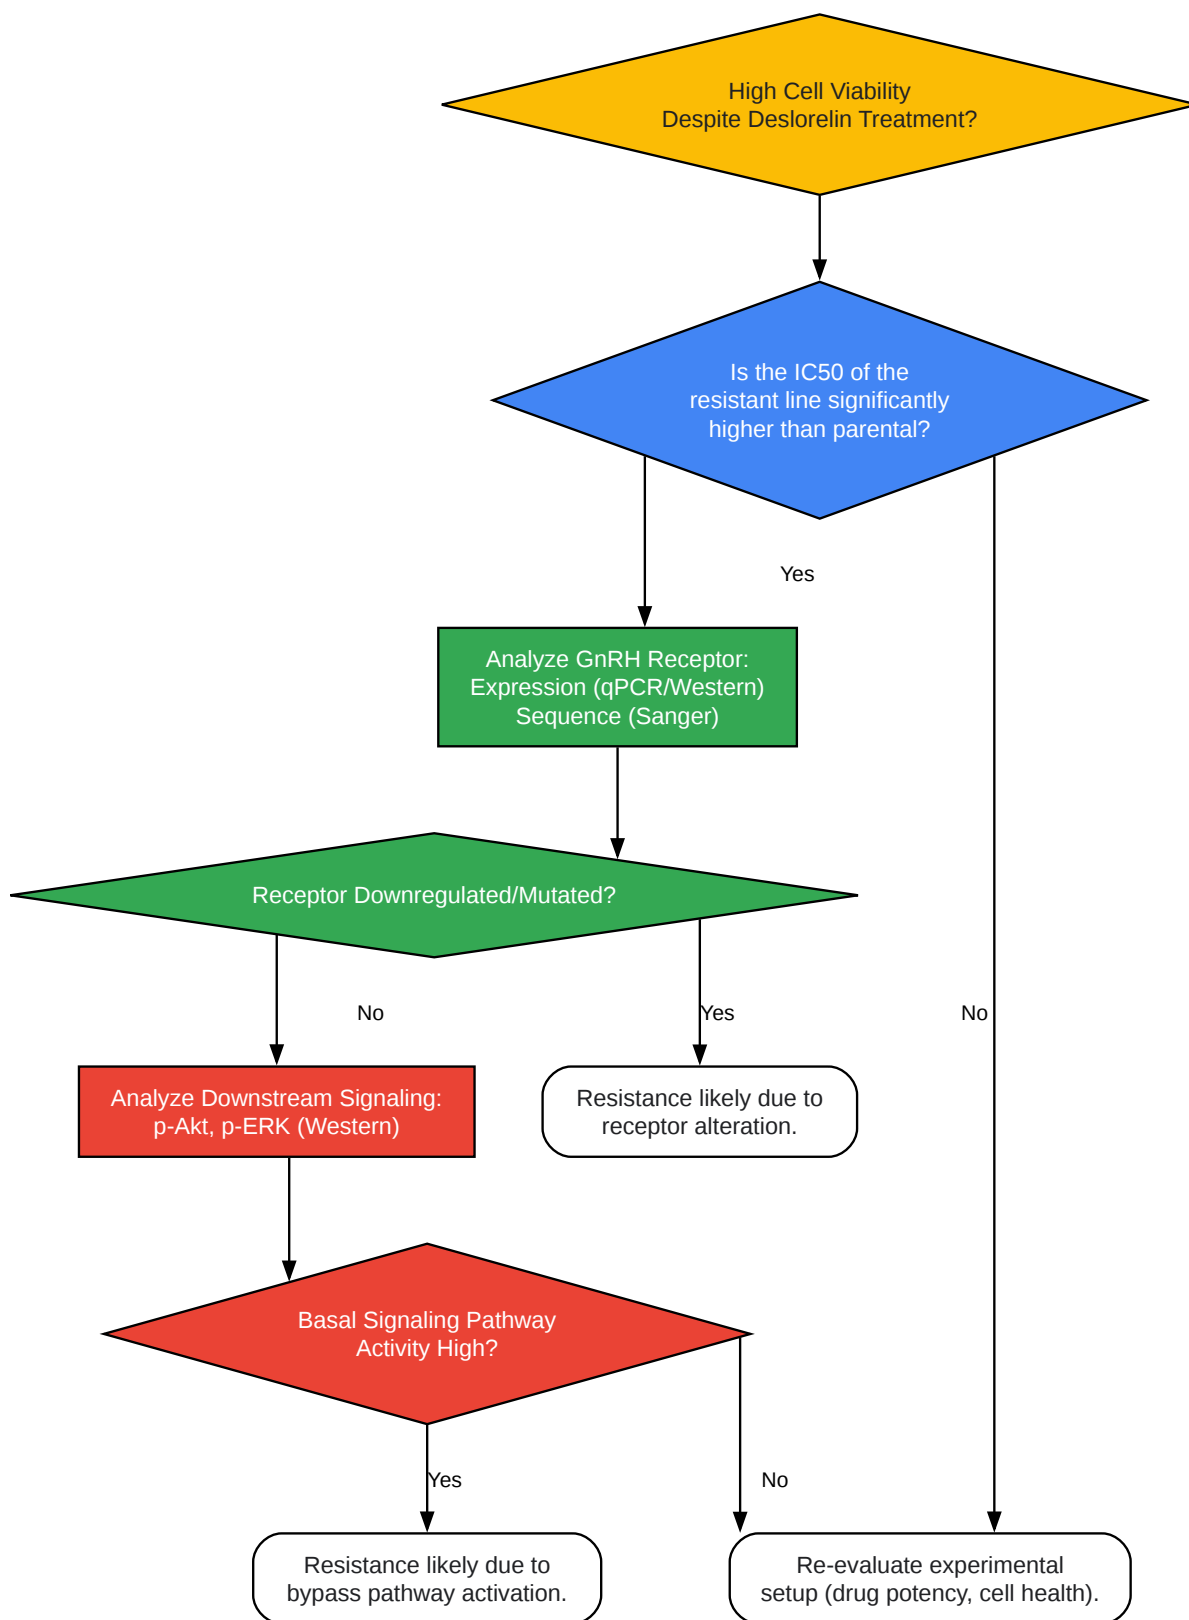 High Cell Viability
Despite Deslorelin Treatment?
Is the IC50 of the
resistant line significantly
higher than parental?
Yes
Analyze GnRH Receptor:
Expression (qPCR/Western)
Sequence (Sanger)
Receptor Downregulated/Mutated?
No
Yes
No
Analyze Downstream Signaling:
p-Akt, p-ERK (Western)
Resistance likely due to
receptor alteration.
Basal Signaling Pathway
Activity High?
Yes
No
Resistance likely due to
bypass pathway activation.
Re-evaluate experimental
setup (drug potency, cell health).